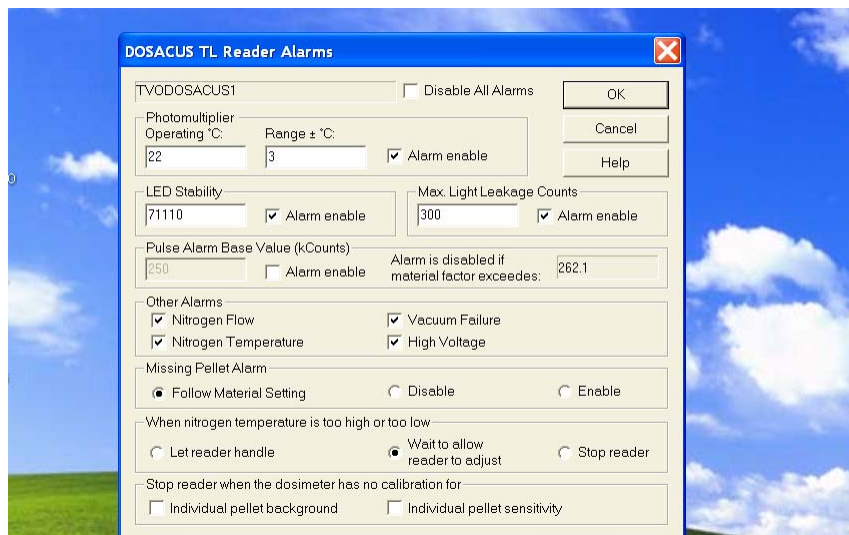 DOSACUS TL Reader Alarms
TVODOSACUS1
Disable All Alarms
OK
Photomultiplier
Operating °C:
Range ± °C:
22
3
Alarm enable
Cancel
Help
LED Stability
71110
Alarm enable
Max. Light Leakage Counts
300
Alarm enable
Pulse Alarm Base Value (kCounts)
250
Alarm enable
Alarm is disabled if
material factor exceedes:
262.1
Other Alarms
Nitrogen Flow
Vacuum Failure
Nitrogen Temperature
High Voltage
Missing Pellet Alarm
Follow Material Setting
Disable
Enable
When nitrogen temperature is too high or too low
Let reader handle
Wait to allow
reader to adjust
Stop reader
Stop reader when the dosimeter has no calibration for
Individual pellet background
Individual pellet sensitivity